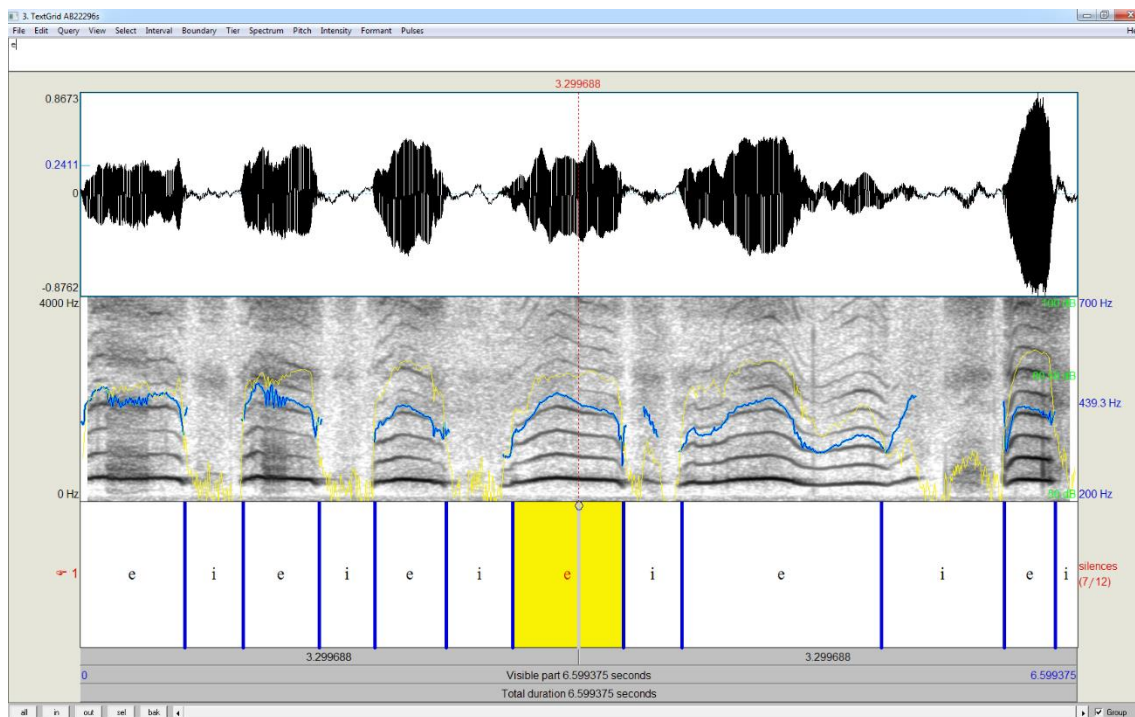 3. TextGrid AB22296s
File Edit Query View Select Interval Boundary Tier Spectrum Pitch Intensity Formant Pulses He
e
3.299688
0.8673
0.2411
0
-0.8762
4000 Hz
700 Hz
439.3 Hz
0 Hz
200 Hz
1 e i e i e i e i e i e i silences
(7/12)
3.299688 3.299688
0 Visible part 6.599375 seconds 6.599375
Total duration 6.599375 seconds
all in out sel bak Group